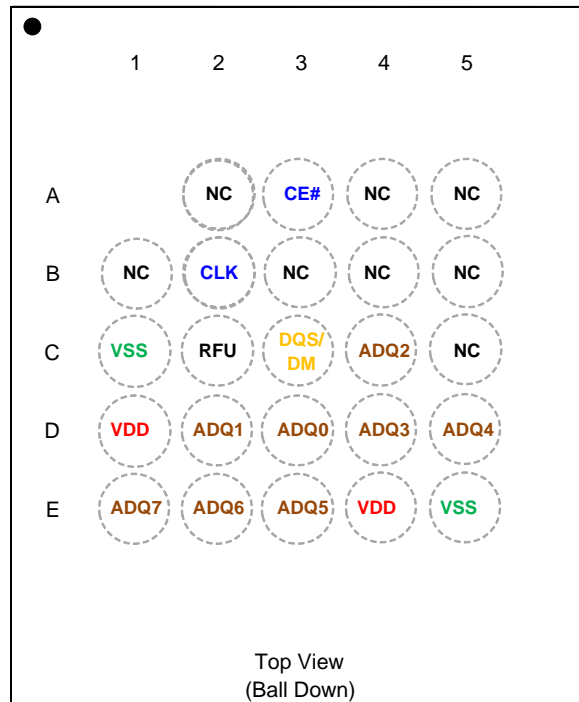 1 2 3 4 5
A NC CE# NC NC
B NC CLK NC NC NC
C VSS RFU DQS/ DM ADQ2 NC
D VDD ADQ1 ADQ0 ADQ3 ADQ4
E ADQ7 ADQ6 ADQ5 VDD VSS
Top View
(Ball Down)